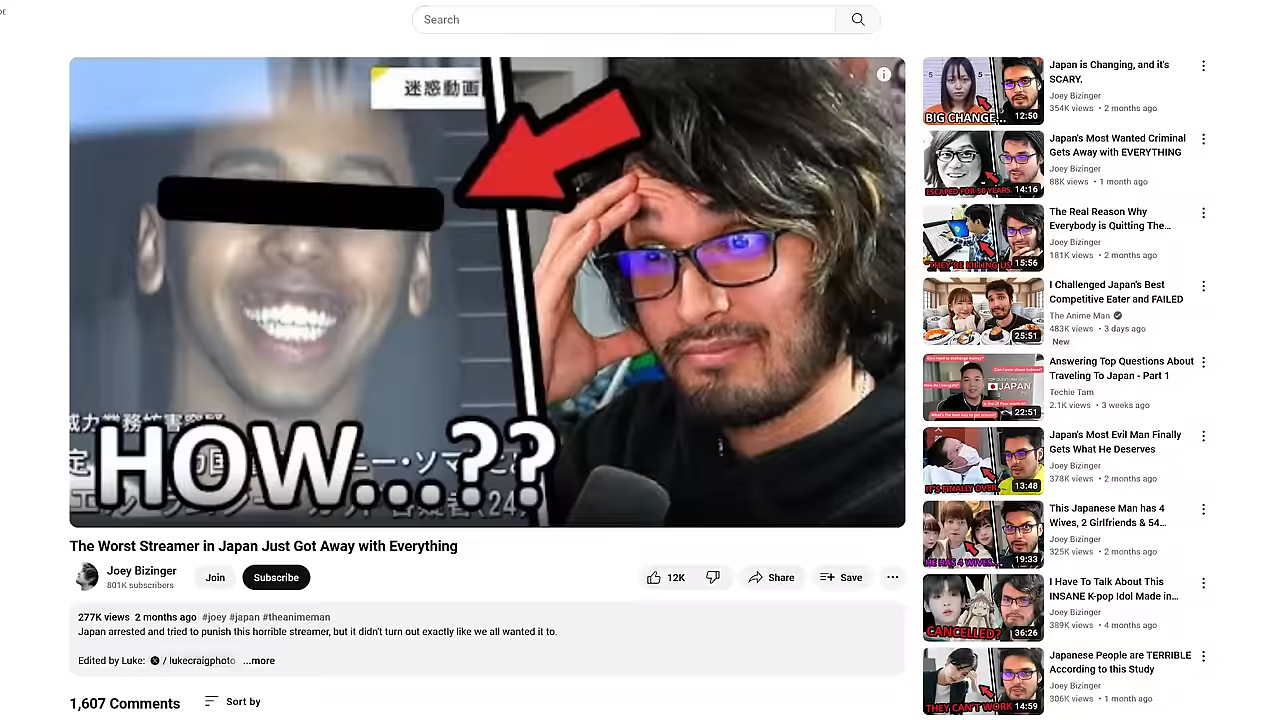 Search
迷惑動画
HOW...??
The Worst Streamer in Japan Just Got Away with Everything
Joey Bizinger
801K subscribers
Join
Subscribe
12K
Share
Save
277K views 2 months ago #joey #japan #theanimeman
Japan arrested and tried to punish this horrible streamer, but it didn't turn out exactly like we all wanted it to.
Edited by Luke: / lukecraigphoto ...more
1,607 Comments
Sort by
BIG CHANGE...
12:50
Japan is Changing, and it's
SCARY.
Joey Bizinger
354K views • 2 months ago
ESCAPED FOR 50 YEARS.
14:16
Japan's Most Wanted Criminal
Gets Away with EVERYTHING
Joey Bizinger
88K views • 1 month ago
THEY'RE KILLING US
15:56
The Real Reason Why
Everybody is Quitting The...
Joey Bizinger
181K views • 2 months ago
25:51
I Challenged Japan's Best
Competitive Eater and FAILED
The Anime Man
483K views • 3 days ago
New
JAPAN
22:51
Answering Top Questions About
Traveling To Japan - Part 1
Techie Tam
2.1K views • 3 weeks ago
IT'S FINALLY OVER
13:48
Japan's Most Evil Man Finally
Gets What He Deserves
Joey Bizinger
378K views • 2 months ago
HE HAS 4 WIVES...
19:33
This Japanese Man has 4
Wives, 2 Girlfriends & 54...
Joey Bizinger
325K views • 2 months ago
CANCELLED?
36:26
I Have To Talk About This
INSANE K-pop Idol Made in...
Joey Bizinger
389K views • 4 months ago
THEY CAN'T WORK
14:59
Japanese People are TERRIBLE
According to this Study
Joey Bizinger
306K views • 1 month ago